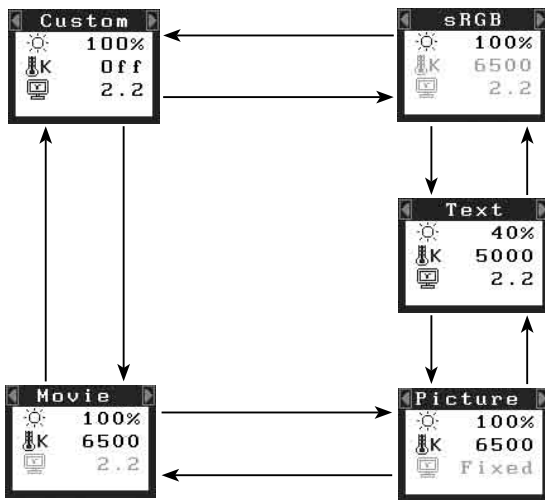 Custom
100%
K Off
2.2
sRGB
100%
K 6500
2.2
Text
40%
K 5000
2.2
Movie
100%
K 6500
2.2
Picture
100%
K 6500
Fixed